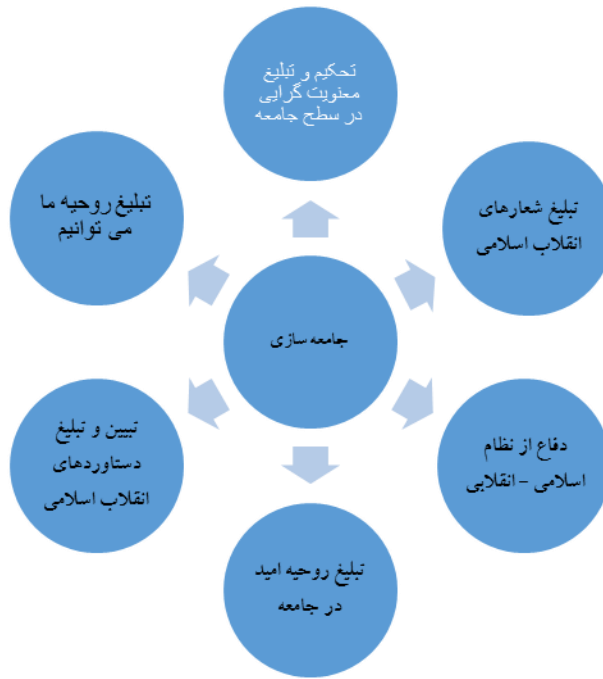 تحکیم و تبلیغ
معنویت گرایی
در سطح جامعه
تبلیغ شعارهای
انقلاب اسلامی
دفاع از نظام
اسلامی - انقلابی
تبلیغ روحیه امید
در جامعه
تبیین و تبلیغ
دستاوردهای
انقلاب اسلامی
تبلیغ روحیه ما
می توانیم
جامعه سازی